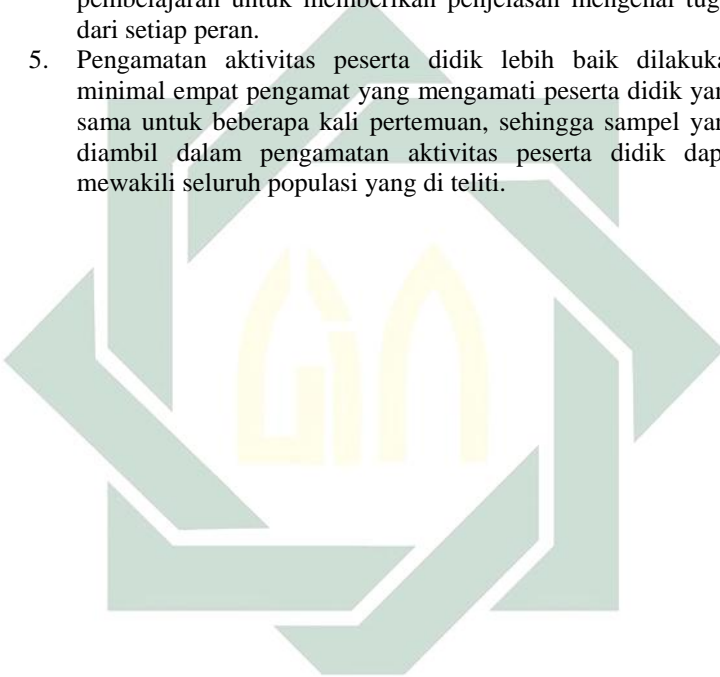 pembelajaran untuk memberikan penjelasan mengenai tug
dari setiap peran.
5. Pengamatan aktivitas peserta didik lebih baik dilakuka
minimal empat pengamat yang mengamati peserta didik yan
sama untuk beberapa kali pertemuan, sehingga sampel yan
diambil dalam pengamatan aktivitas peserta didik dap
mewakili seluruh populasi yang di teliti.